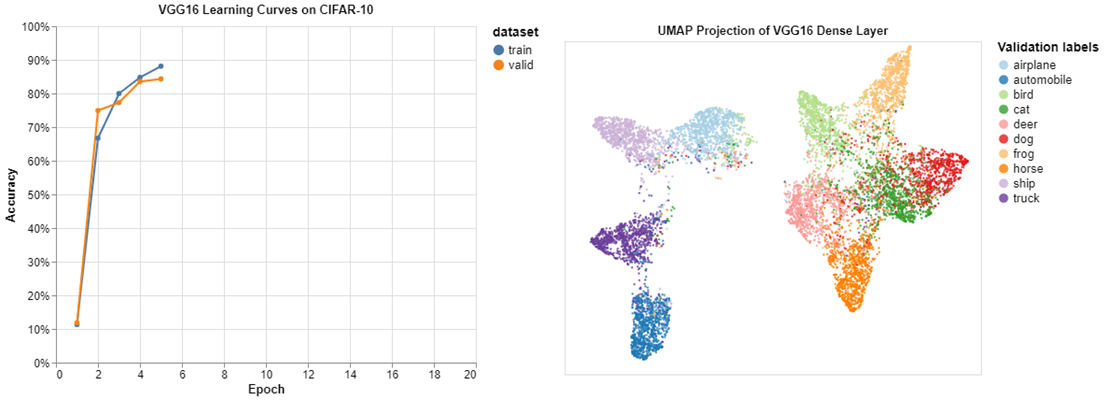 VGG16 Learning Curves on CIFAR-10
100%
90%
80%
70%
60%
50%
40%
30%
20%
10%
0%
Accuracy
0 2 4 6 8 10 12 14 16 18 20
Epoch
dataset
train
valid
UMAP Projection of VGG16 Dense Layer
Validation labels
airplane
automobile
bird
cat
deer
dog
frog
horse
ship
truck